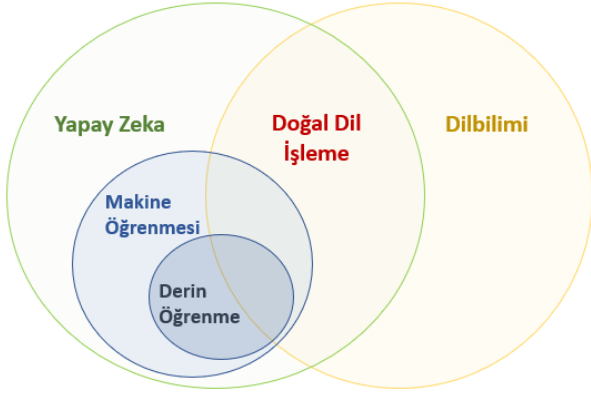 Yapay Zeka
Doğal Dil
İşleme
Dilbilimi
Makine
Öğrenmesi
Derin
Öğrenme